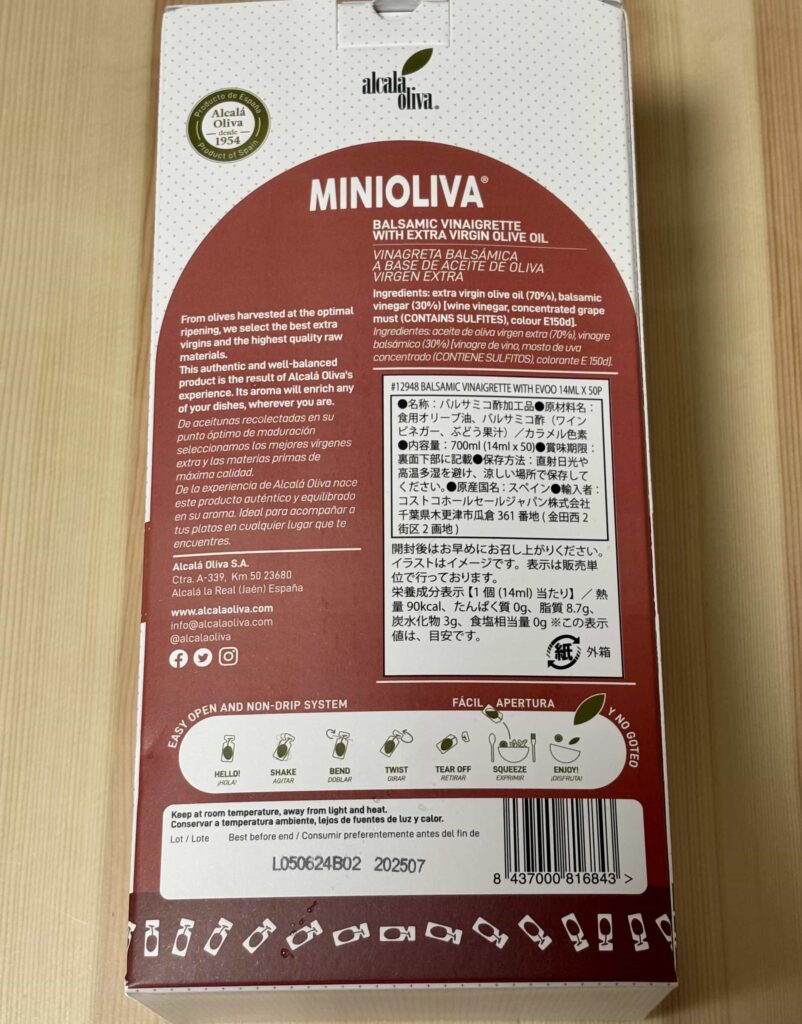 alcala
oliva®
Producto de España
Alcalá
Oliva
desde
1954
Product of Spain
MINIOLIVA®
BALSAMIC VINAIGRETTE
WITH EXTRA VIRGIN OLIVE OIL
VINAGRETA BALSÁMICA
A BASE DE ACEITE DE OLIVA
VIRGEN EXTRA
Ingredients: extra virgin olive oil (70%), balsamic
vinegar (30%) [wine vinegar, concentrated grape
must (CONTAINS SULFITES), colour E150d].
Ingredientes: aceite de oliva virgen extra (70%), vinagre
balsámico (30%) [vinagre de vino, mosto de uva
concentrado (CONTIENE SULFITOS), colorante E 150d].
From olives harvested at the optimal
ripening, we select the best extra
virgins and the highest quality raw
materials.
This authentic and well-balanced
product is the result of Alcalá Oliva's
experience. Its aroma will enrich any
of your dishes, wherever you are.
De aceitunas recolectadas en su
punto óptimo de maduración
seleccionamos los mejores vírgenes
extra y las materias primas de
máxima calidad.
De la experiencia de Alcalá Oliva nace
este producto auténtico y equilibrado
en su aroma. Ideal para acompañar a
tus platos en cualquier lugar que te
encuentres.
Alcalá Oliva S.A.
Ctra. A-339, Km 50 23680
Alcalá la Real (Jaén) España
www.alcalaoliva.com
info@alcalaoliva.com
@alcalaoliva
#12948 BALSAMIC VINAIGRETTE WITH EVOO 14ML X 50P
●名称：バルサミコ酢加工品●原材料名：
食用オリーブ油、バルサミコ酢（ワイン
ビネガー、ぶどう果汁）／カラメル色素
●内容量：700ml (14ml x 50)●賞味期限：
裏面下部に記載●保存方法：直射日光や
高温多湿を避け、涼しい場所で保存して
ください。●原産国名：スペイン●輸入者：
コストコホールセールジャパン株式会社
千葉県木更津市瓜倉 361 番地 ( 金田西 2
街区 2 画地 )
開封後はお早めにお召し上がりください。
イラストはイメージです。表示は販売単
位で行っております。
栄養成分表示【1 個 (14ml) 当たり】 ／熱
量 90kcal、たんぱく質 0g、脂質 8.7g、
炭水化物 3g、食塩相当量 0g ※この表示
値は、目安です。
紙 外箱
EASY OPEN AND NON-DRIP SYSTEM
FÁCIL APERTURA
Y NO GOTEO
HELLO!
¡HOLA!
SHAKE
AGITAR
BEND
DOBLAR
TWIST
GIRAR
TEAR OFF
RETIRAR
SQUEEZE
EXPRIMIR
ENJOY!
¡DISFRUTA!
Keep at room temperature, away from light and heat.
Conservar a temperatura ambiente, lejos de fuentes de luz y calor.
Lot / Lote Best before end / Consumir preferentemente antes del fin de
L050624B02 202507
8 437000 816843 >